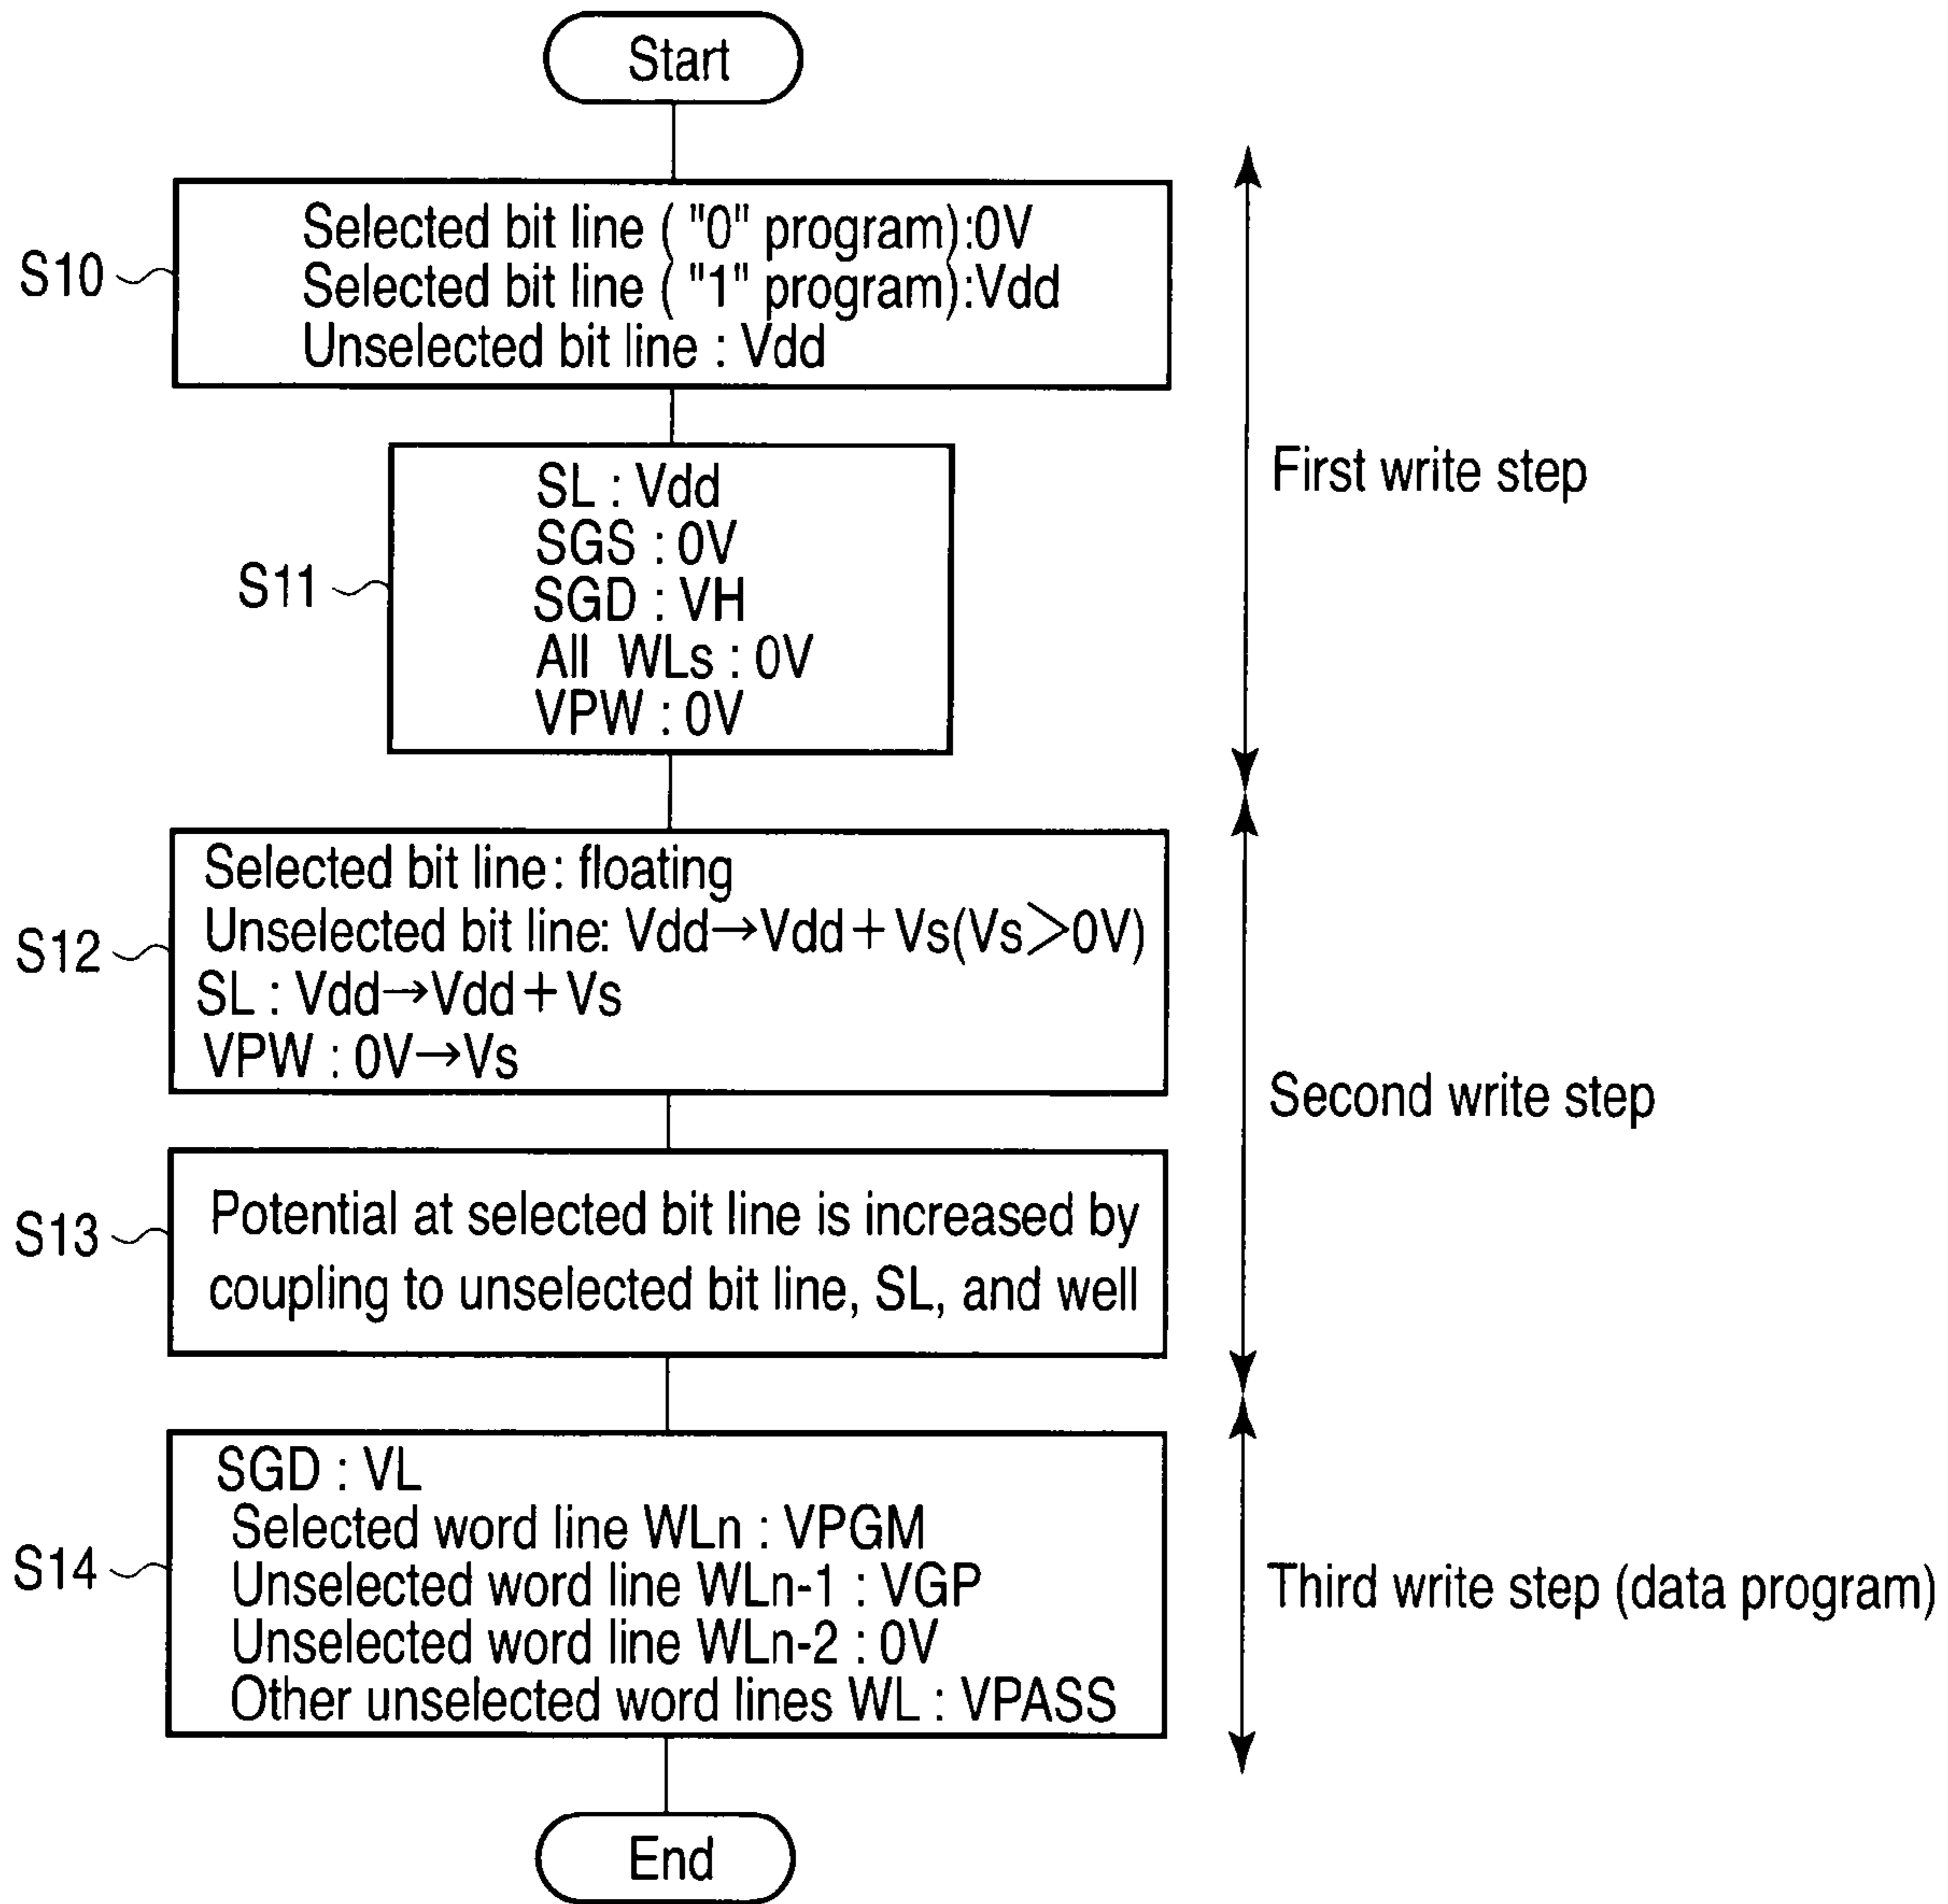 Start
S10
Selected bit line ( "0" program):0V
Selected bit line ( "1" program):Vdd
Unselected bit line : Vdd
First write step
S11
SL : Vdd
SGS : 0V
SGD : VH
All WLs : 0V
VPW : 0V
S12
Selected bit line: floating
Unselected bit line: Vdd→Vdd+Vs(Vs>0V)
SL : Vdd→Vdd+Vs
VPW : 0V→Vs
Second write step
S13
Potential at selected bit line is increased by
coupling to unselected bit line, SL, and well
S14
SGD : VL
Selected word line WLn : VPGM
Unselected word line WLn-1 : VGP
Unselected word line WLn-2 : 0V
Other unselected word lines WL : VPASS
Third write step (data program)
End